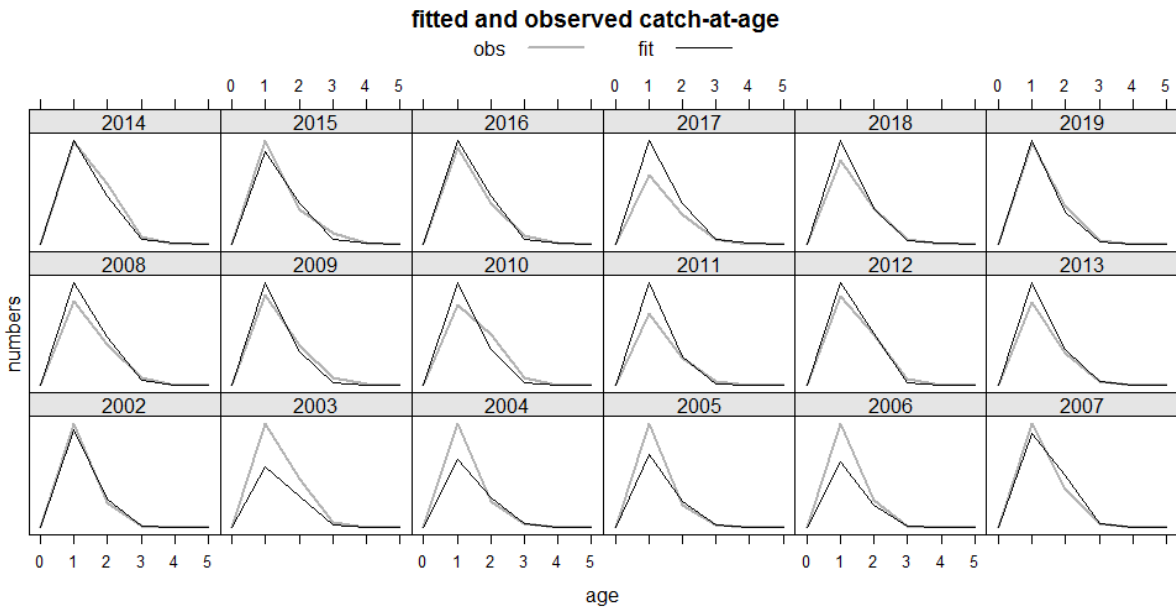 fitted and observed catch-at-age
obs fit
0 1 2 3 4 5 0 1 2 3 4 5 0 1 2 3 4 5
2014 2015 2016 2017 2018 2019
2008 2009 2010 2011 2012 2013
numbers
2002 2003 2004 2005 2006 2007
0 1 2 3 4 5 0 1 2 3 4 5 0 1 2 3 4 5
age